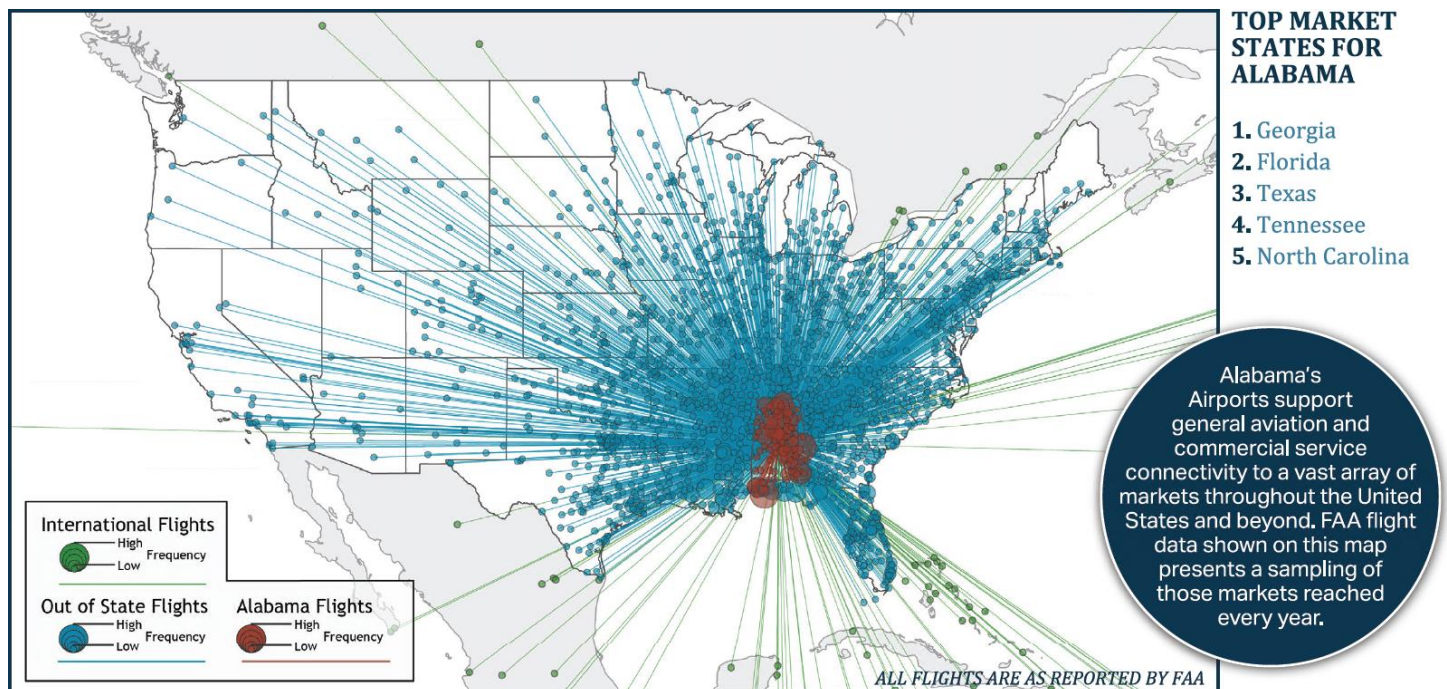 TOP MARKET
STATES FOR
ALABAMA
1. Georgia
2. Florida
3. Texas
4. Tennessee
5. North Carolina
Alabama's
Airports support
general aviation and
commercial service
connectivity to a vast array of
markets throughout the United
States and beyond. FAA flight
data shown on this map
presents a sampling of
those markets reached
every year.
International Flights
High
Frequency
Low
Out of State Flights
High
Frequency
Low
Alabama Flights
High
Frequency
Low
ALL FLIGHTS ARE AS REPORTED BY FAA